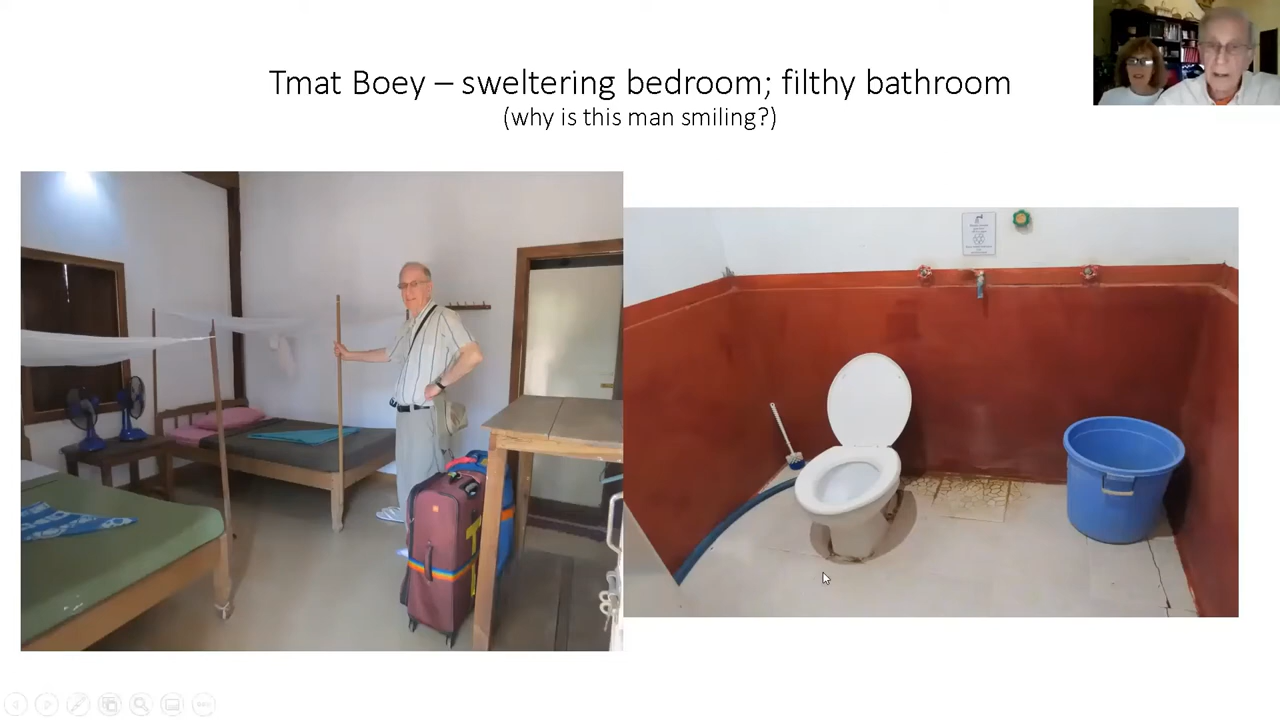 Tmat Boey – sweltering bedroom; filthy bathroom
(why is this man smiling?)